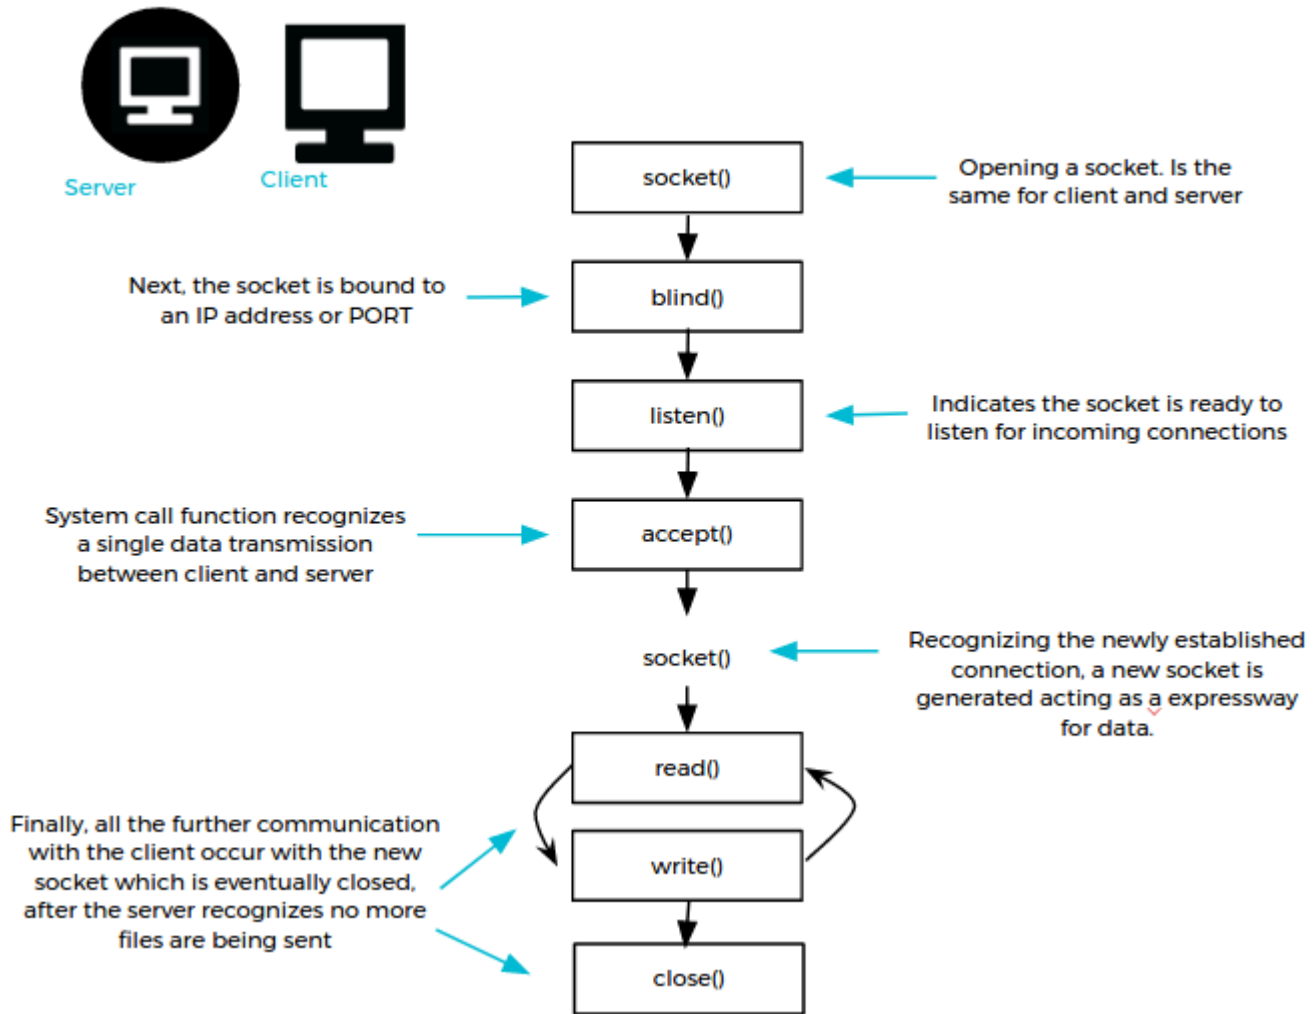 Server
Client
socket()
Opening a socket. Is the
same for client and server
Next, the socket is bound to
an IP address or PORT
blind()
listen()
Indicates the socket is ready to
listen for incoming connections
System call function recognizes
a single data transmission
between client and server
accept()
socket()
Recognizing the newly established
connection, a new socket is
generated acting as a expressway
for data.
read()
Finally, all the further communication
with the client occur with the new
socket which is eventually closed,
after the server recognizes no more
files are being sent
write()
close()